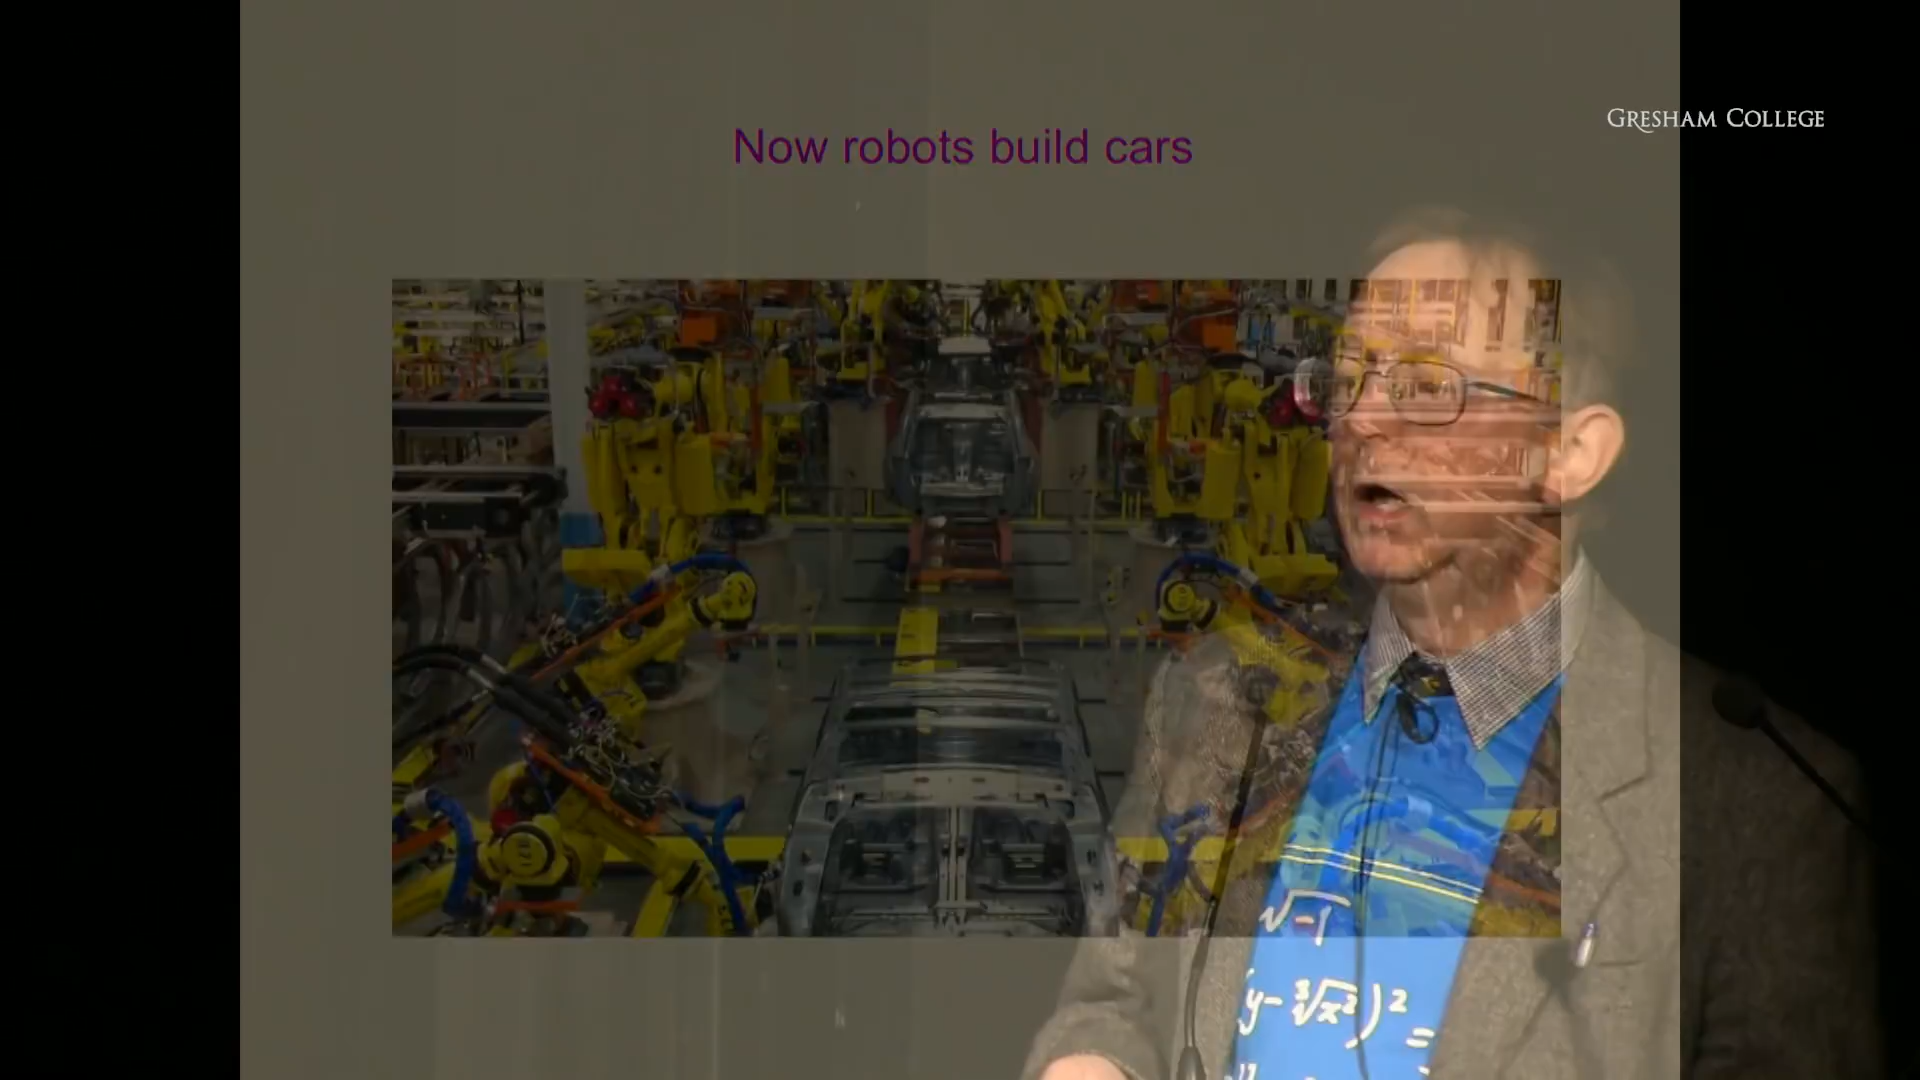 Now robots build cars
GRESHAM COLLEGE
√-1
(y-∛x²)² =